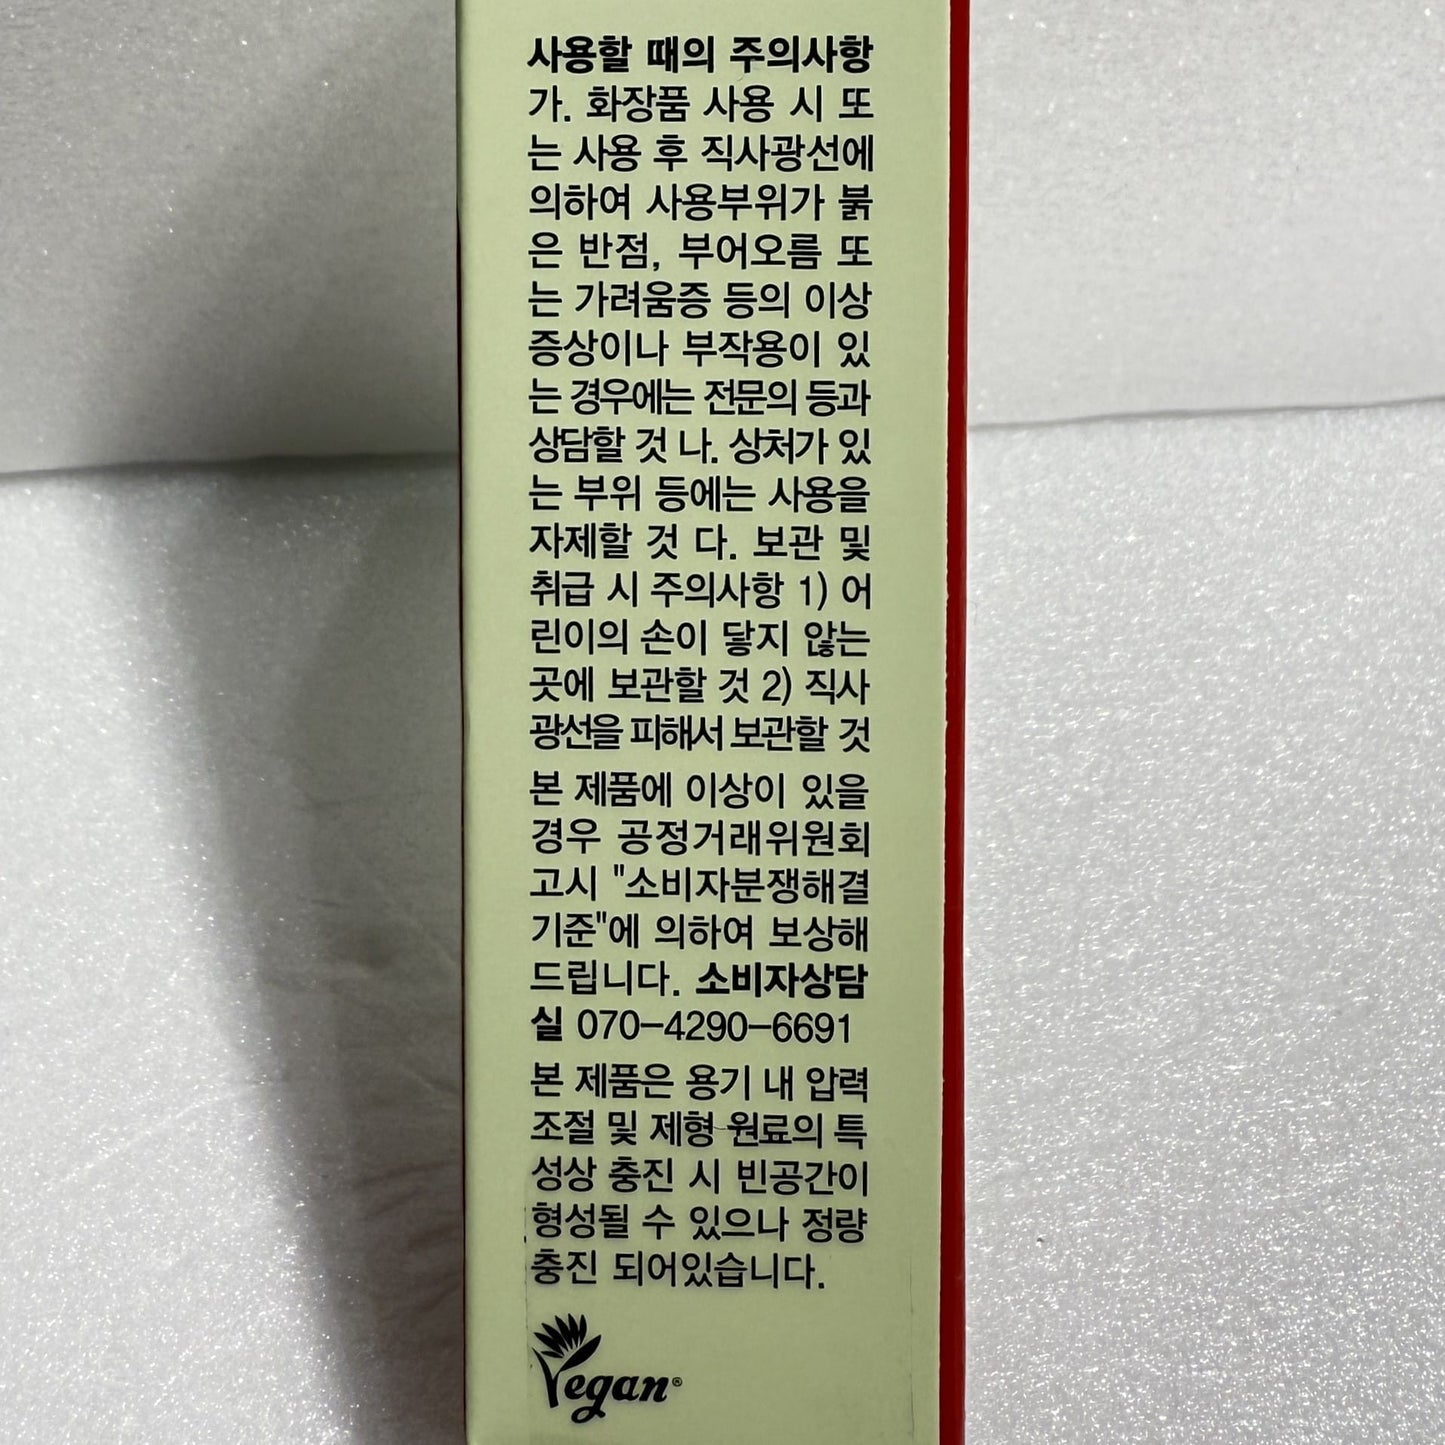 사용할 때의 주의사항
가. 화장품 사용 시 또
는 사용 후 직사광선에
의하여 사용부위가 붉
은 반점, 부어오름 또
는 가려움증 등의 이상
증상이나 부작용이 있
는 경우에는 전문의 등과
상담할 것 나. 상처가 있
는 부위 등에는 사용을
자제할 것 다. 보관 및
취급 시 주의사항 1) 어
린이의 손이 닿지 않는
곳에 보관할 것 2) 직사
광선을 피해서 보관할 것
본 제품에 이상이 있을
경우 공정거래위원회
고시 "소비자분쟁해결
기준"에 의하여 보상해
드립니다. 소비자상담
실 070-4290-6691
본 제품은 용기 내 압력
조절 및 제형 원료의 특
성상 충진 시 빈공간이
형성될 수 있으나 정량
충진 되어있습니다.
Vegan®